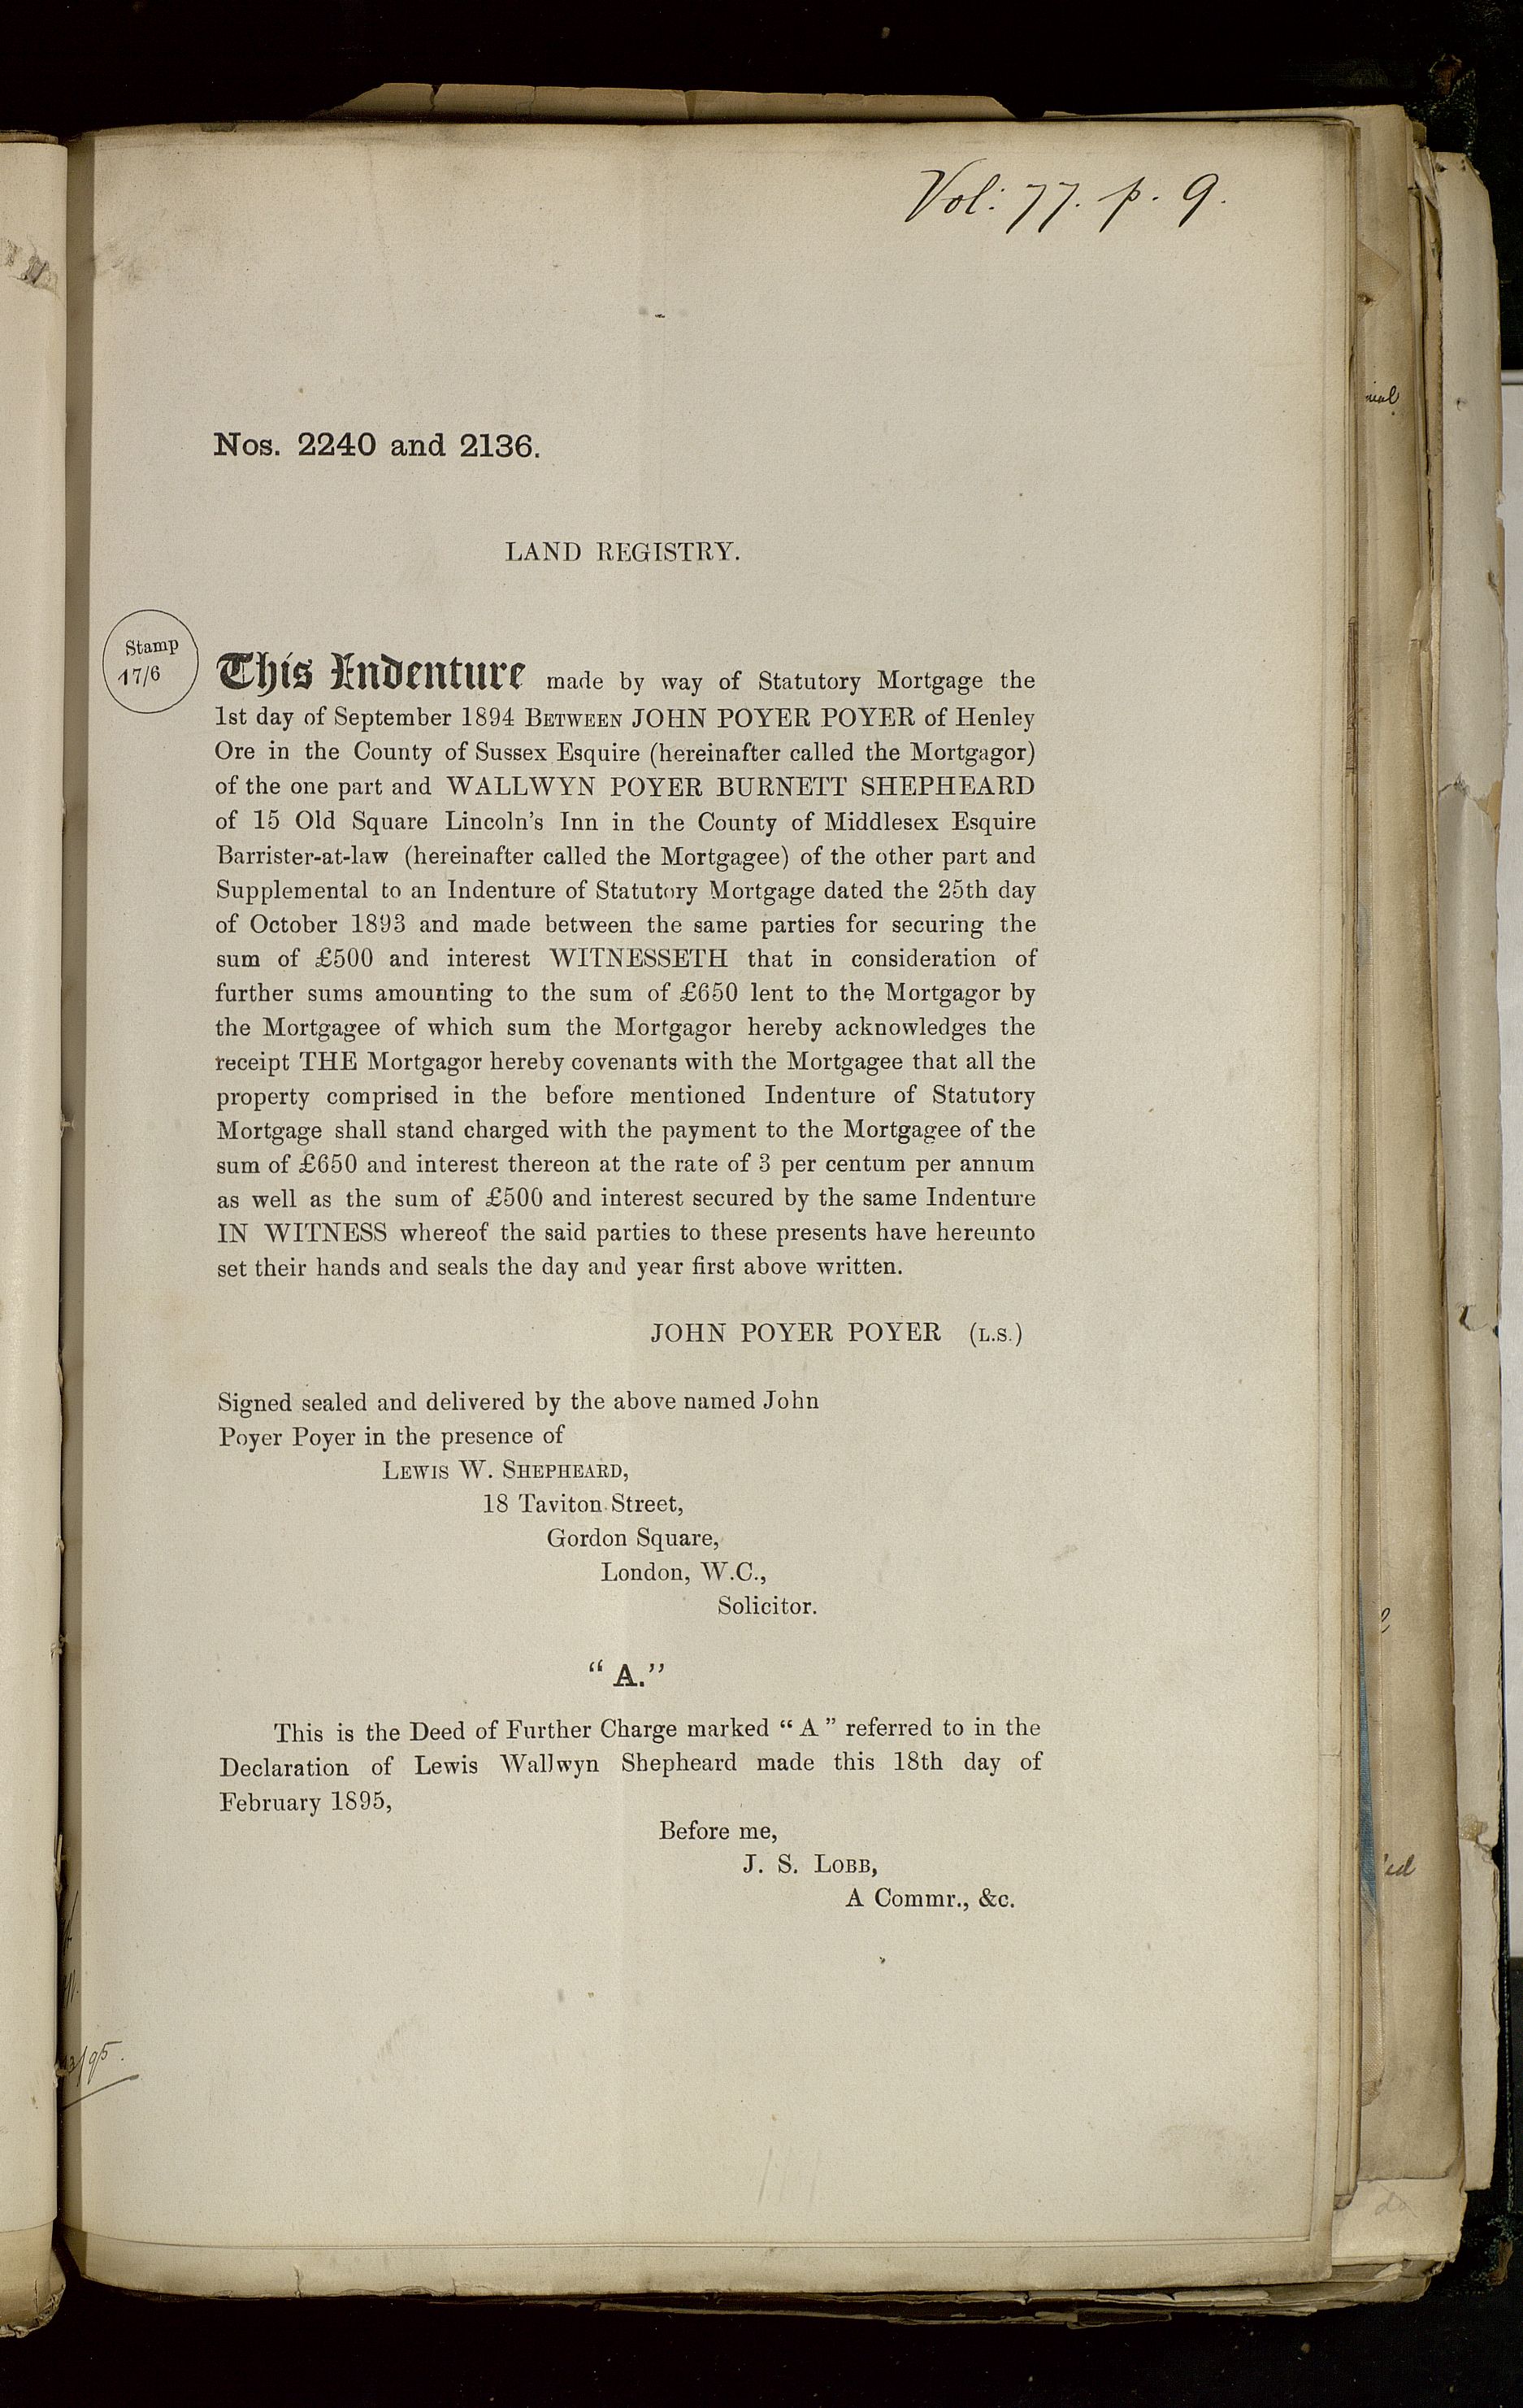 Vol: 77. p. 9.
Nos. 2240 and 2136.
LAND REGISTRY.
Stamp
17/6
This Indenture made by way of Statutory Mortgage the
1st day of September 1894 BETWEEN JOHN POYER POYER of Henley
Ore in the County of Sussex Esquire (hereinafter called the Mortgagor)
of the one part and WALLWYN POYER BURNETT SHEPHEARD
of 15 Old Square Lincoln's Inn in the County of Middlesex Esquire
Barrister-at-law (hereinafter called the Mortgagee) of the other part and
Supplemental to an Indenture of Statutory Mortgage dated the 25th day
of October 1893 and made between the same parties for securing the
sum of £500 and interest WITNESSETH that in consideration of
further sums amounting to the sum of £650 lent to the Mortgagor by
the Mortgagee of which sum the Mortgagor hereby acknowledges the
receipt THE Mortgagor hereby covenants with the Mortgagee that all the
property comprised in the before mentioned Indenture of Statutory
Mortgage shall stand charged with the payment to the Mortgagee of the
sum of £650 and interest thereon at the rate of 3 per centum per annum
as well as the sum of £500 and interest secured by the same Indenture
IN WITNESS whereof the said parties to these presents have hereunto
set their hands and seals the day and year first above written.
JOHN POYER POYER (L.S.)
Signed sealed and delivered by the above named John
Poyer Poyer in the presence of
LEWIS W. SHEPHEARD,
18 Taviton Street,
Gordon Square,
London, W.C.,
Solicitor.
"A."
This is the Deed of Further Charge marked "A" referred to in the
Declaration of Lewis Wallwyn Shepheard made this 18th day of
February 1895,
Before me,
J. S. LOBB,
A Commr., &c.